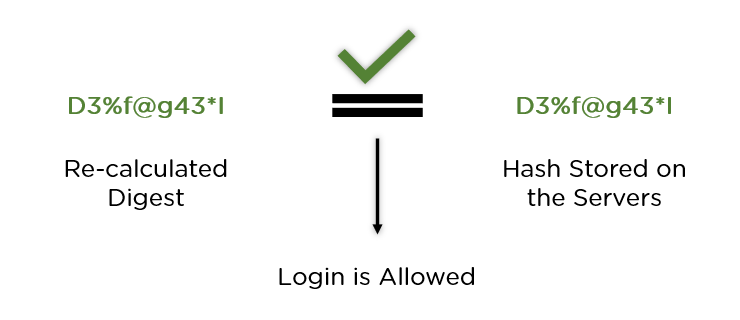 D3%f@g43*I
D3%f@g43*I
Re-calculated
Digest
Hash Stored on
the Servers
Login is Allowed